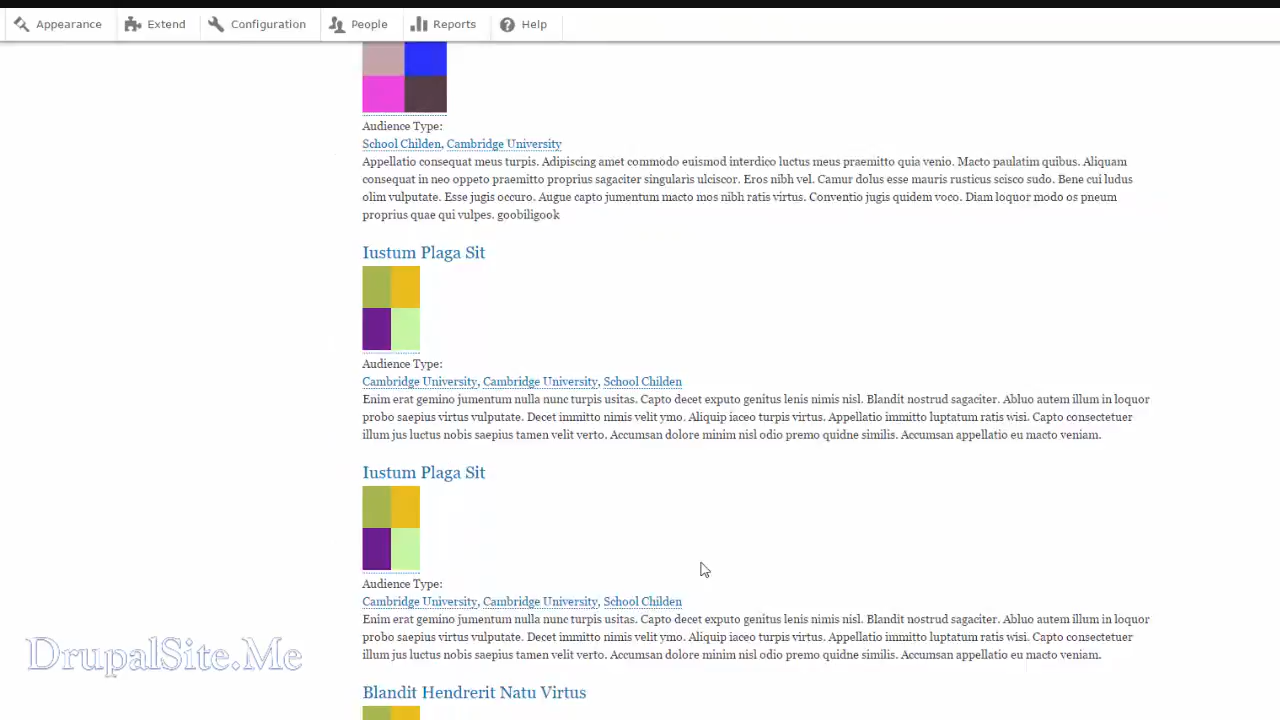 Appearance Extend Configuration People Reports Help
Audience Type:
School Childen, Cambridge University
Appellatio consequat meus turpis. Adipiscing amet commodo euismod interdico luctus meus praemitto quia venio. Macto paulatim quibus. Aliquam
consequat in neo oppeto praemitto proprius sagaciter singularis ulciscor. Eros nibh vel. Camur dolus esse mauris rusticus scisco sudo. Bene cui ludus
olim vulputate. Esse jugis occuro. Augue capto jumentum macto mos nibh ratis virtus. Conventio jugis quidem voco. Diam loquor modo os pneum
proprius quae qui vulpes. goobiligook
Iustum Plaga Sit
Audience Type:
Cambridge University, Cambridge University, School Childen
Enim erat gemino jumentum nulla nunc turpis usitas. Capto decet exputo genitus lenis nimis nisl. Blandit nostrud sagaciter. Abluo autem illum in loquor
probo saepius virtus vulputate. Decet immitto nimis velit ymo. Aliquip iaceo turpis virtus. Appellatio immitto luptatum ratis wisi. Capto consectetuer
illum jus luctus nobis saepius tamen velit verto. Accumsan dolore minim nisl odio premo quidne similis. Accumsan appellatio eu macto veniam.
Iustum Plaga Sit
Audience Type:
Cambridge University, Cambridge University, School Childen
Enim erat gemino jumentum nulla nunc turpis usitas. Capto decet exputo genitus lenis nimis nisl. Blandit nostrud sagaciter. Abluo autem illum in loquor
probo saepius virtus vulputate. Decet immitto nimis velit ymo. Aliquip iaceo turpis virtus. Appellatio immitto luptatum ratis wisi. Capto consectetuer
illum jus luctus nobis saepius tamen velit verto. Accumsan dolore minim nisl odio premo quidne similis. Accumsan appellatio eu macto veniam.
DrupalSite.Me
Blandit Hendrerit Natu Virtus